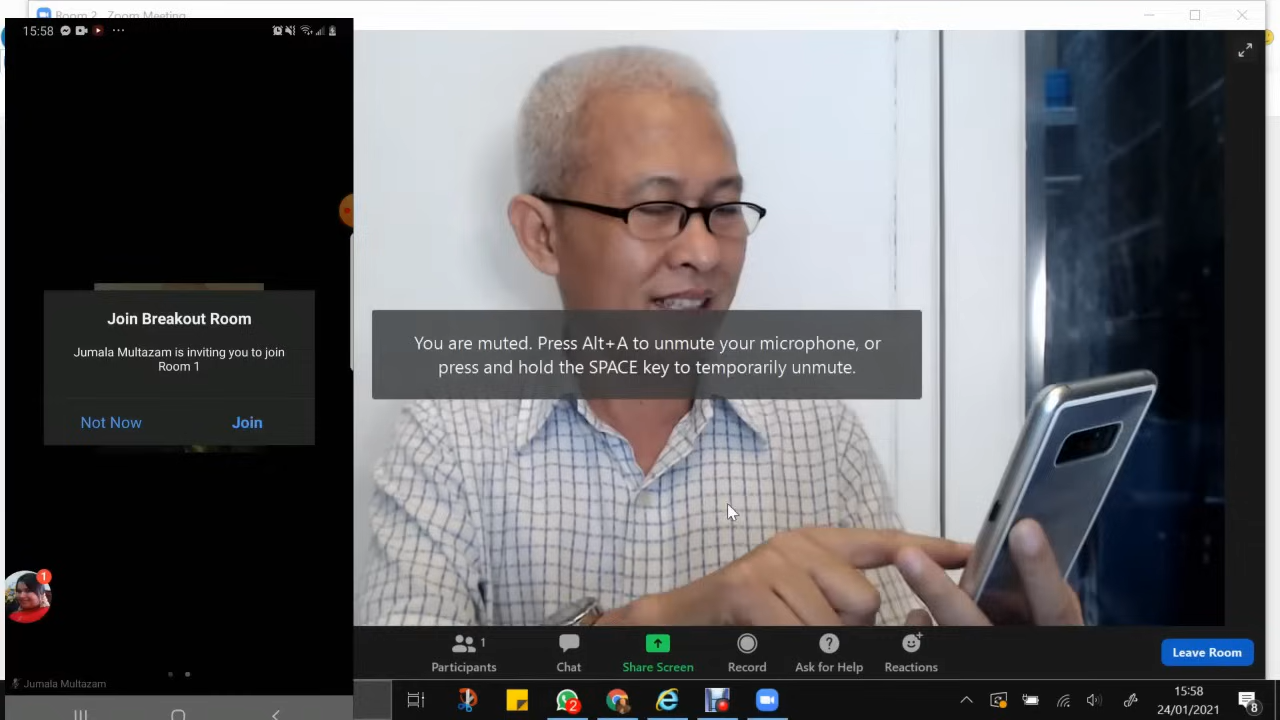 Room 2 - Zoom Meeting
15:58
Join Breakout Room
Jumala Multazam is inviting you to join
Room 1
Not Now
Join
1
Jumala Multazam
You are muted. Press Alt+A to unmute your microphone, or
press and hold the SPACE key to temporarily unmute.
1
Participants
Chat
Share Screen
Record
Ask for Help
Reactions
Leave Room
2
15:58
24/01/2021
8